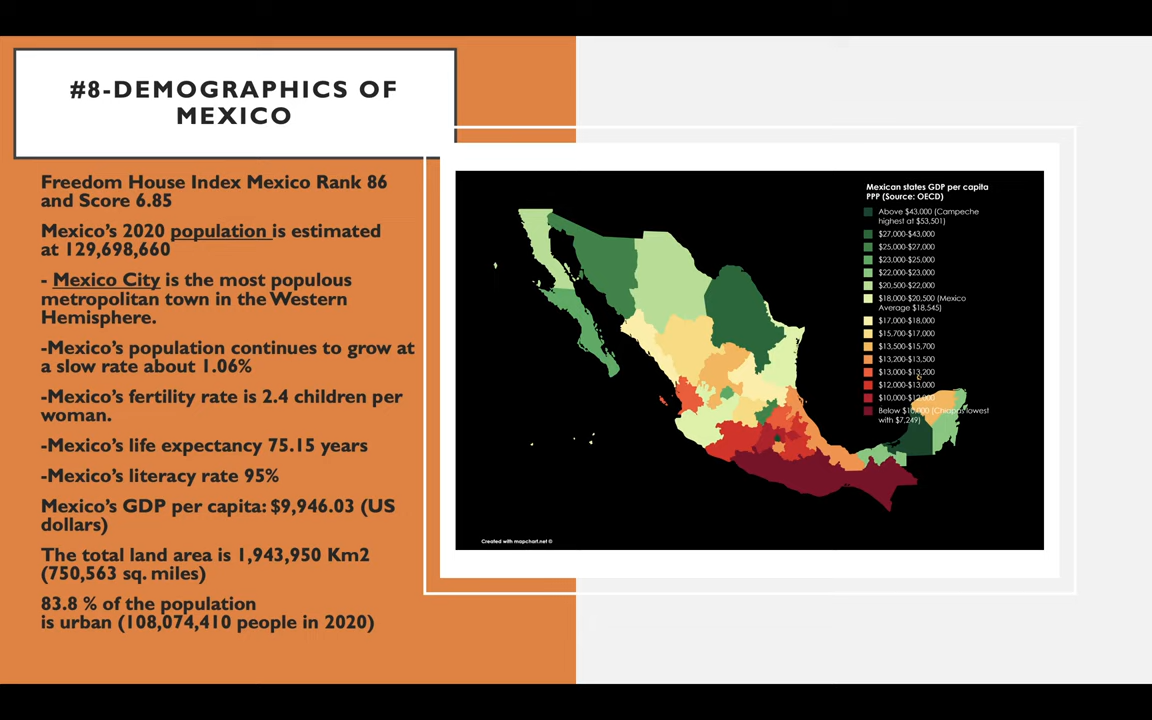 #8-DEMOGRAPHICS OF
MEXICO
Freedom House Index Mexico Rank 86
and Score 6.85
Mexico's 2020 population is estimated
at 129,698,660
- Mexico City is the most populous
metropolitan town in the Western
Hemisphere.
-Mexico's population continues to grow at
a slow rate about 1.06%
-Mexico's fertility rate is 2.4 children per
woman.
-Mexico's life expectancy 75.15 years
-Mexico's literacy rate 95%
Mexico's GDP per capita: $9,946.03 (US
dollars)
The total land area is 1,943,950 Km2
(750,563 sq. miles)
83.8 % of the population
is urban (108,074,410 people in 2020)
Mexican states GDP per capita
PPP (Source: OECD)
Above $43,000 (Campeche
highest at $53,501)
$27,000-$43,000
$25,000-$27,000
$23,000-$25,000
$22,000-$23,000
$20,500-$22,000
$18,000-$20,500 (Mexico
Average $18,545)
$17,000-$18,000
$15,700-$17,000
$13,500-$15,700
$13,200-$13,500
$13,000-$13,200
$12,000-$13,000
$10,000-$12,000
Below $10,000 (Chiapas lowest
with $7,249)
Created with mapchart.net ©